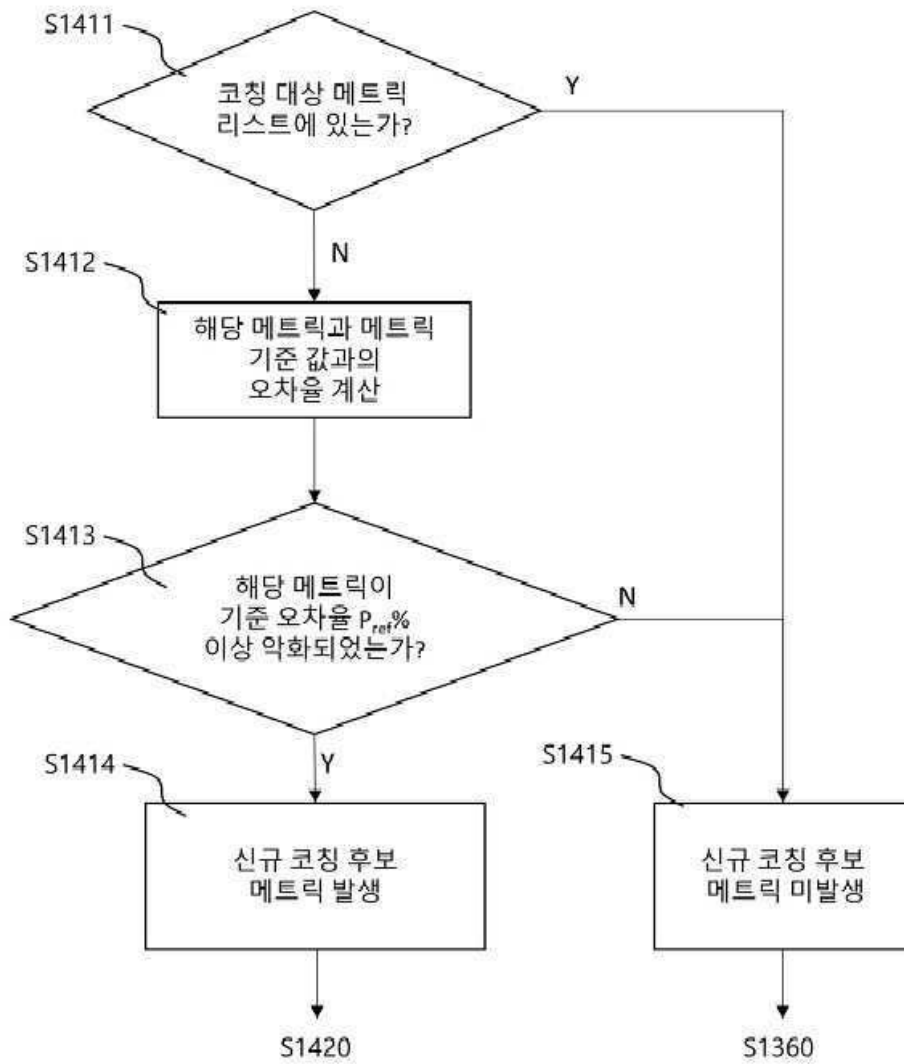 S1411
코칭 대상 메트릭
리스트에 있는가?
Y
N
S1412
해당 메트릭과 메트릭
기준 값과의
오차율 계산
S1413
해당 메트릭이
기준 오차율 Pref%
이상 악화되었는가?
N
Y
S1414
신규 코칭 후보
메트릭 발생
S1415
신규 코칭 후보
메트릭 미발생
S1420
S1360